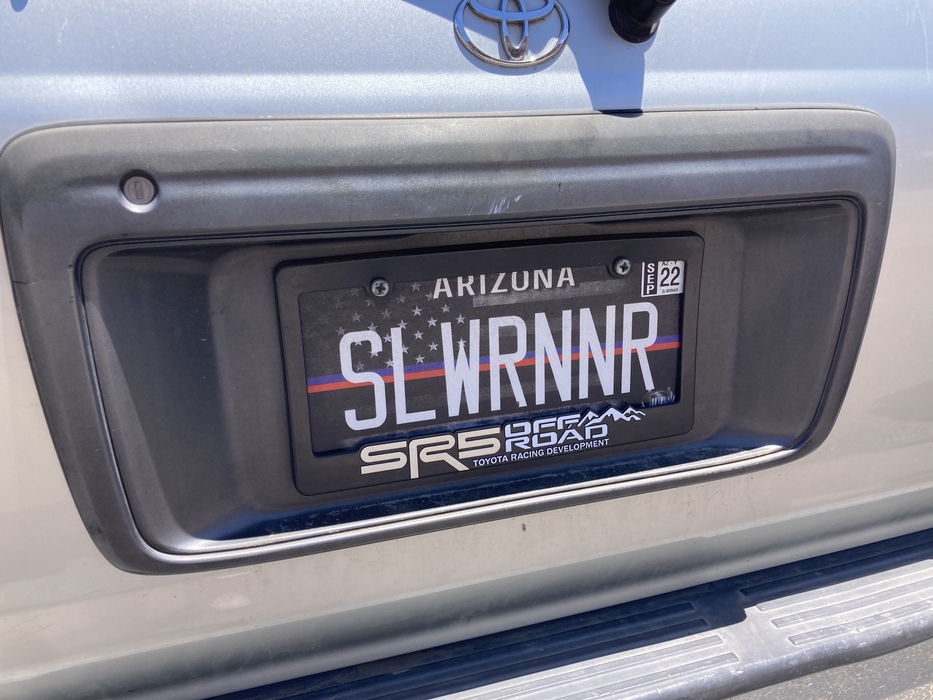 ARIZONA
SEP
22
SLWRNNR
SR5 OFF ROAD
TOYOTA RACING DEVELOPMENT